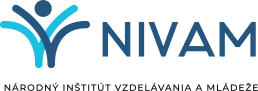 NIVAM
NÁRODNÝ INŠTITÚT VZDELÁVANIA A MLÁDEŽE